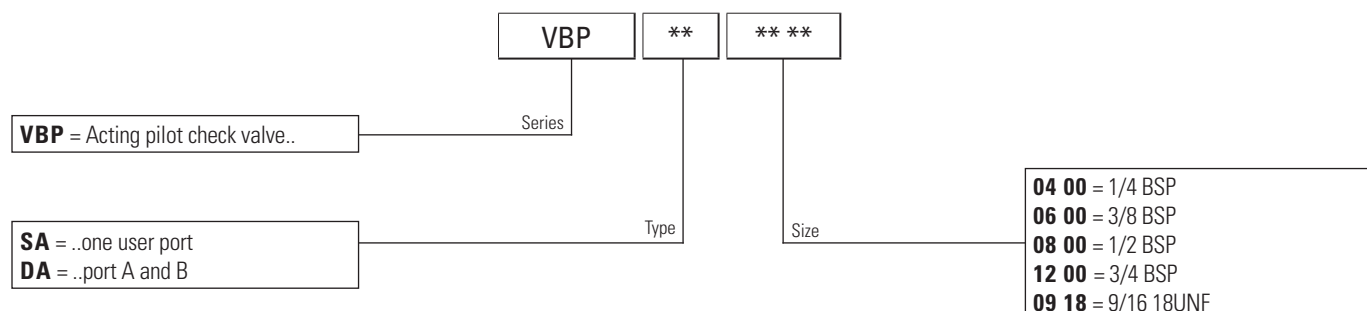 VBP ** ** **
Series
VBP = Acting pilot check valve..
Type
Size
SA = ..one user port
DA = ..port A and B
04 00 = 1/4 BSP
06 00 = 3/8 BSP
08 00 = 1/2 BSP
12 00 = 3/4 BSP
09 18 = 9/16 18UNF